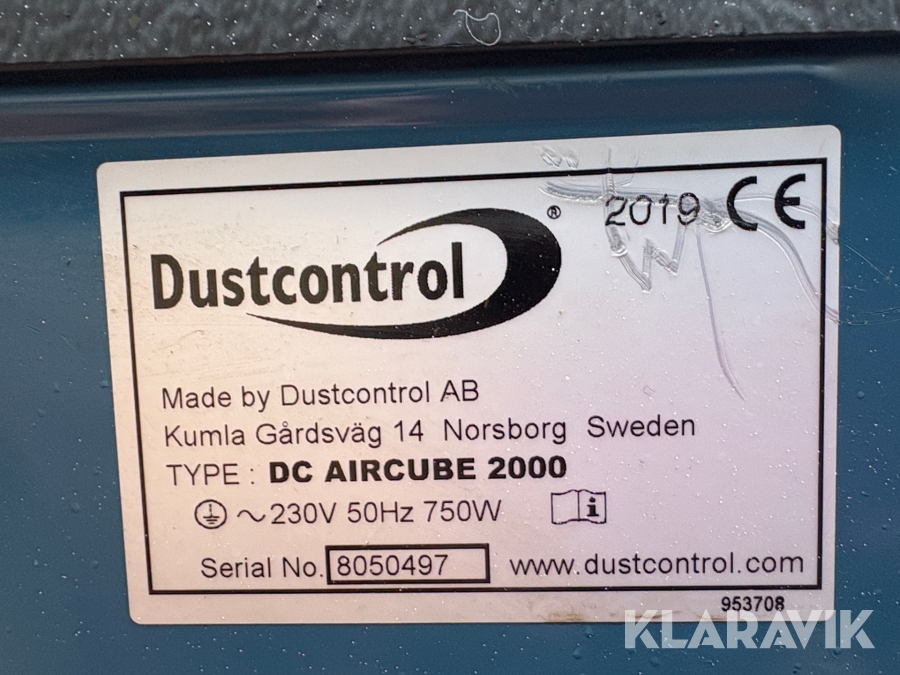 2019 CE
Dustcontrol®
Made by Dustcontrol AB
Kumla Gårdsväg 14 Norsborg Sweden
TYPE : DC AIRCUBE 2000
~230V 50Hz 750W i
Serial No. 8050497 www.dustcontrol.com
953708
KLARAVIK